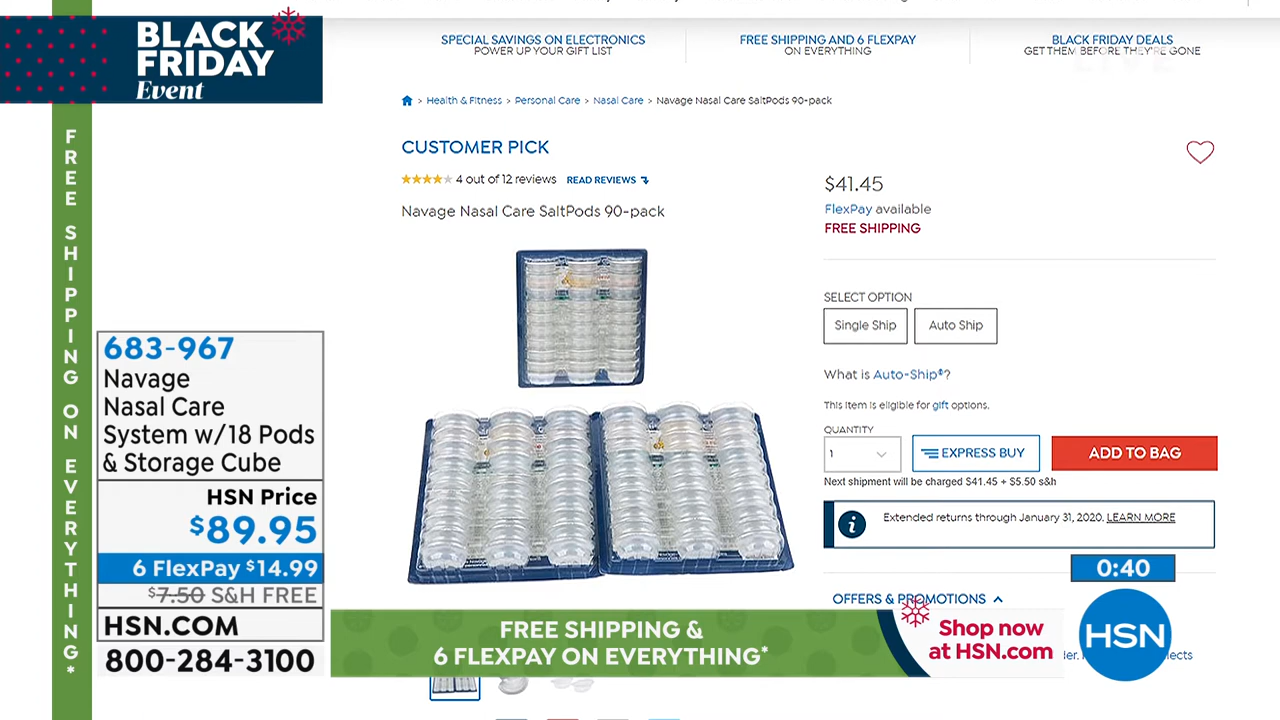 BLACK
FRIDAY
Event
FREE SHIPPING ON EVERYTHING*
SPECIAL SAVINGS ON ELECTRONICS
POWER UP YOUR GIFT LIST
FREE SHIPPING AND 6 FLEXPAY
ON EVERYTHING
BLACK FRIDAY DEALS
GET THEM BEFORE THEY'RE GONE
LIVE
> Health & Fitness > Personal Care > Nasal Care > Navage Nasal Care SaltPods 90-pack
CUSTOMER PICK
4 out of 12 reviews READ REVIEWS
Navage Nasal Care SaltPods 90-pack
$41.45
FlexPay available
FREE SHIPPING
SELECT OPTION
Single Ship
Auto Ship
What is Auto-Ship®?
This item is eligible for gift options.
QUANTITY
1
EXPRESS BUY
ADD TO BAG
Next shipment will be charged $41.45 + $5.50 s&h
Extended returns through January 31, 2020. LEARN MORE
0:40
OFFERS & PROMOTIONS
683-967
Navage
Nasal Care
System w/18 Pods
& Storage Cube
HSN Price
$89.95
6 FlexPay $14.99
$7.50 S&H FREE
HSN.COM
800-284-3100
FREE SHIPPING &
6 FLEXPAY ON EVERYTHING*
Shop now
at HSN.com
HSN